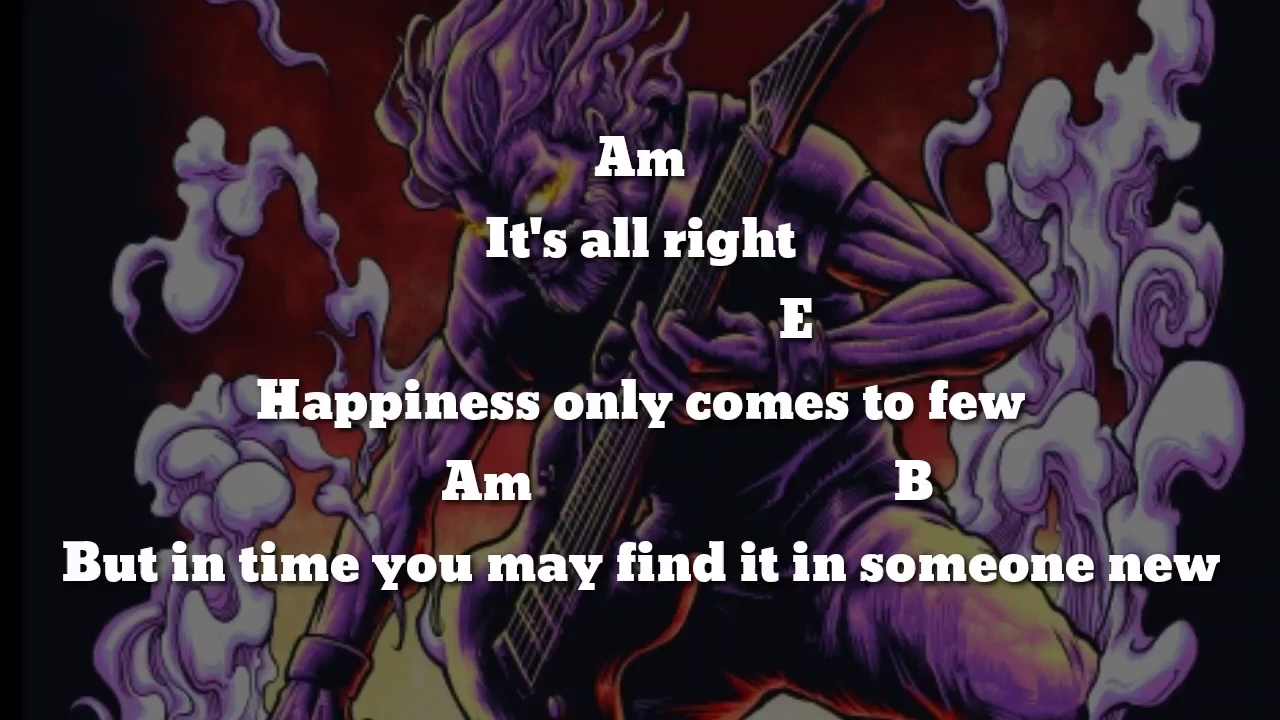 Am
It's all right
E
Happiness only comes to few
Am B
But in time you may find it in someone new